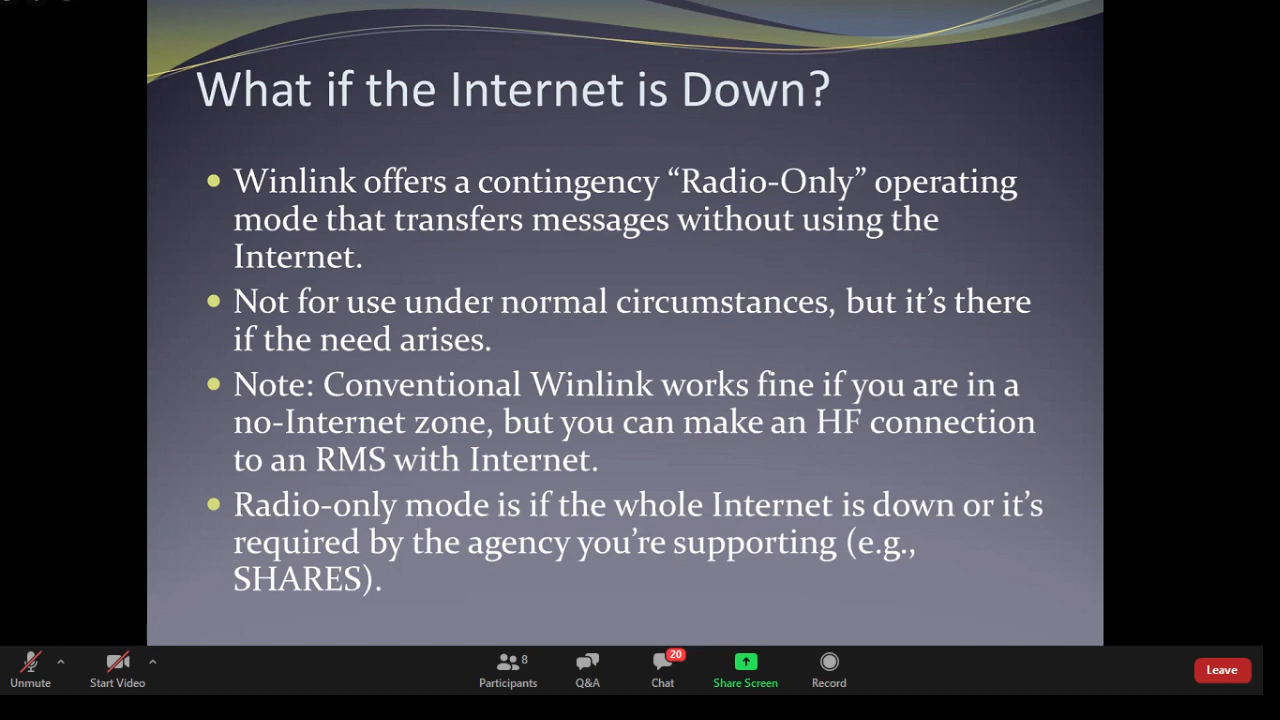 What if the Internet is Down?
Winlink offers a contingency “Radio-Only” operating
mode that transfers messages without using the
Internet.
Not for use under normal circumstances, but it’s there
if the need arises.
Note: Conventional Winlink works fine if you are in a
no-Internet zone, but you can make an HF connection
to an RMS with Internet.
Radio-only mode is if the whole Internet is down or it’s
required by the agency you’re supporting (e.g.,
SHARES).
8
20
Unmute
Start Video
Participants
Q&A
Chat
Share Screen
Record
Leave